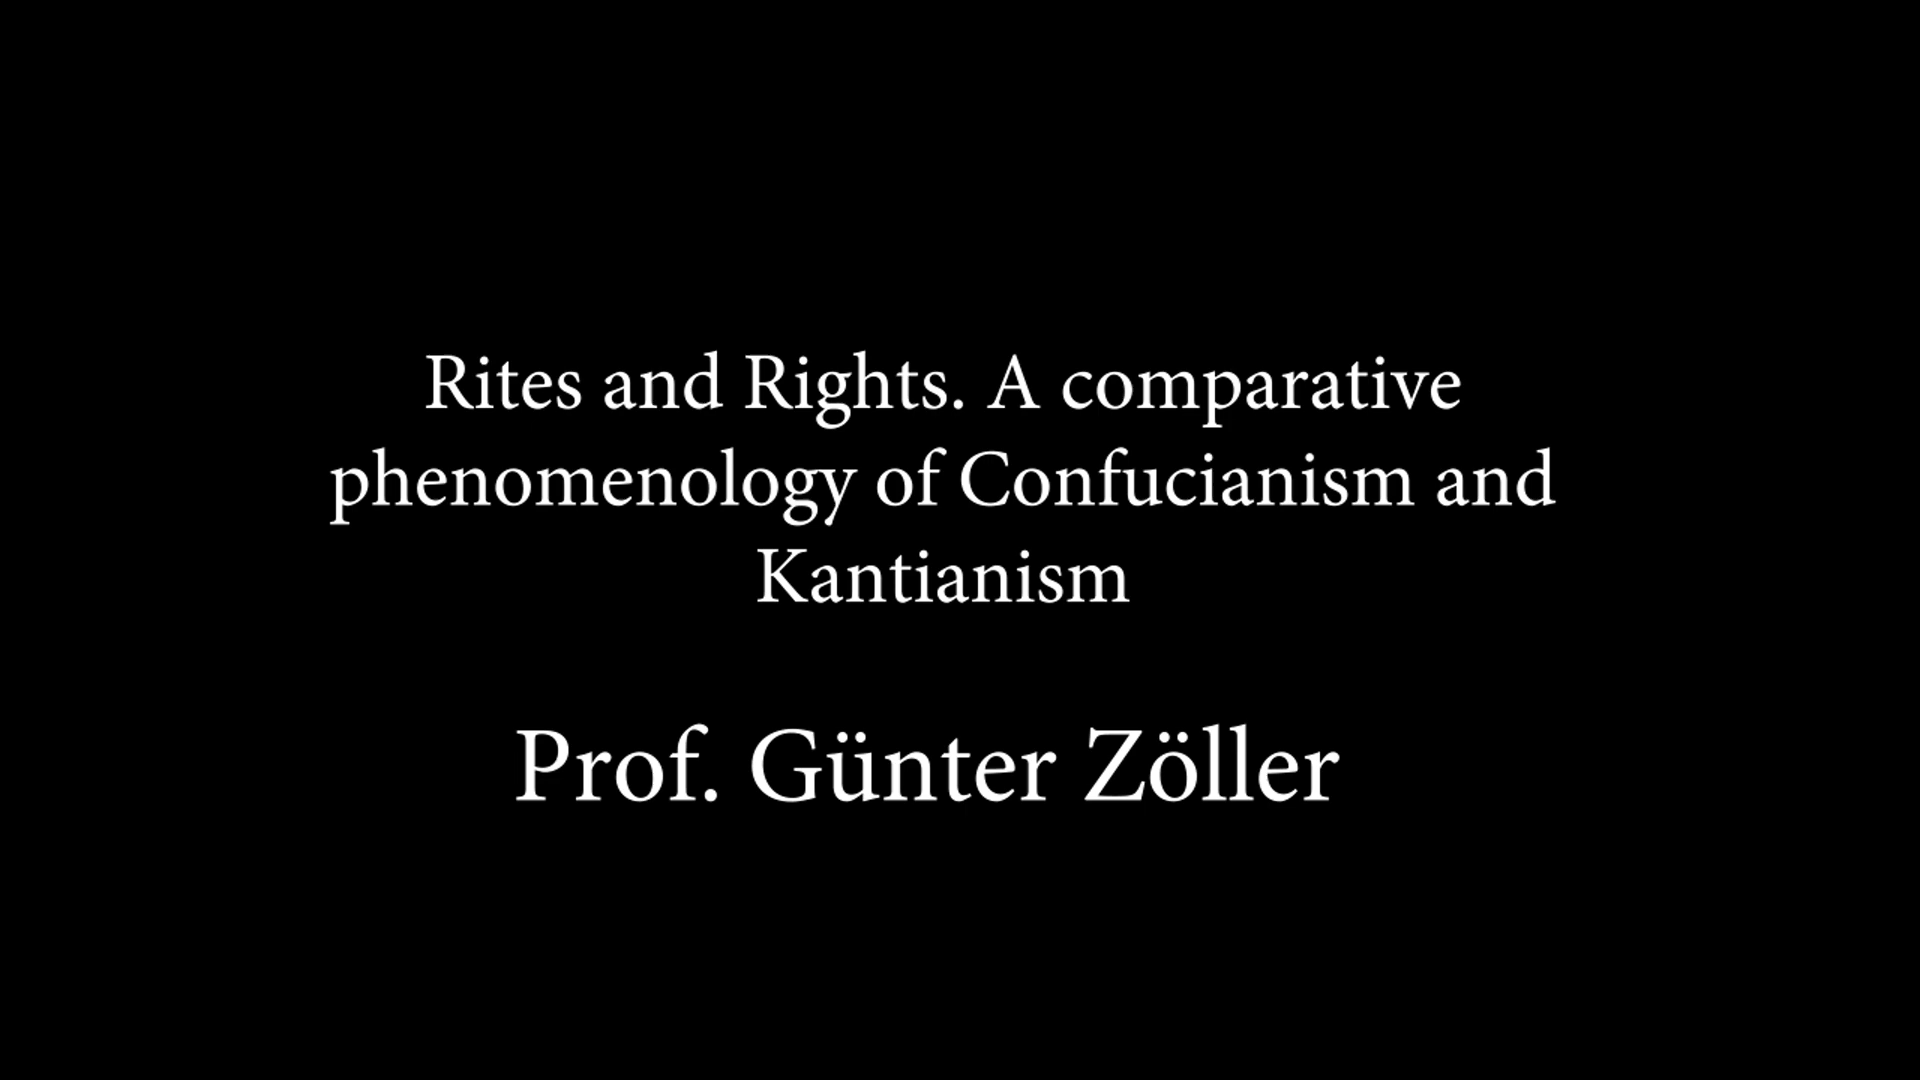 Rites and Rights. A comparative
phenomenology of Confucianism and
Kantianism
Prof. Günter Zöller